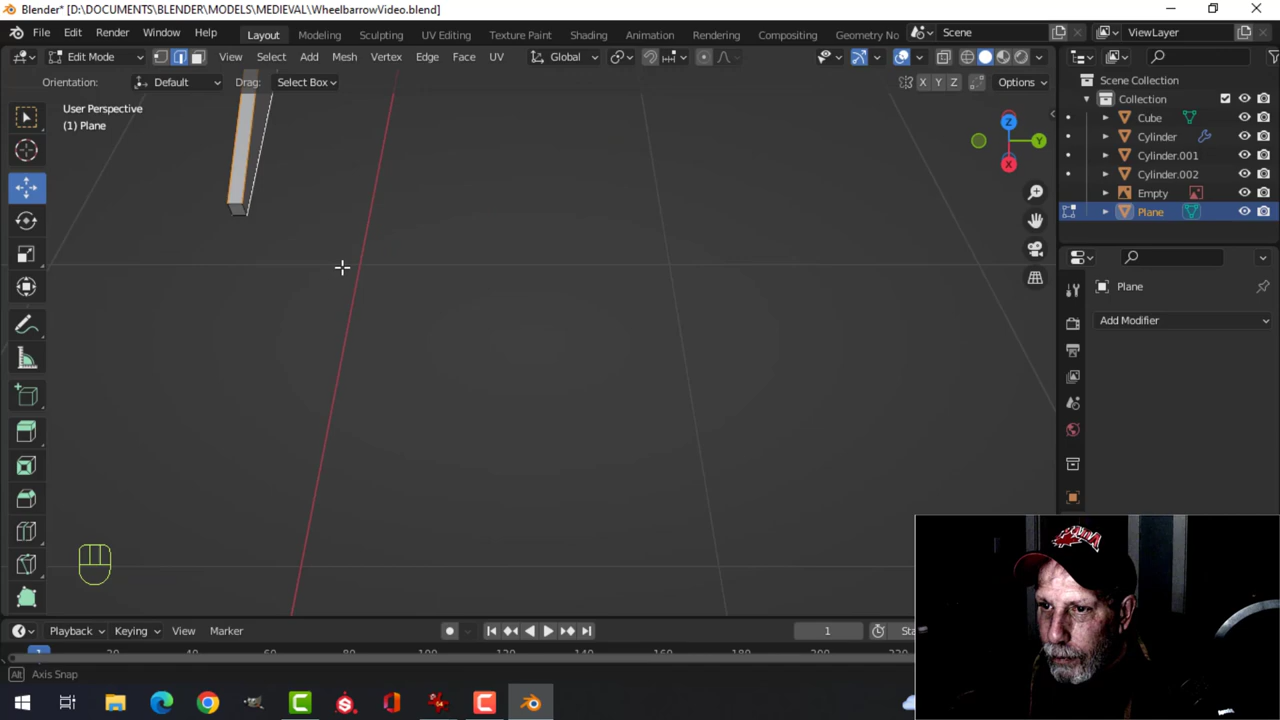 Blender* [D:\DOCUMENTS\BLENDER\MODELS\MEDIEVAL\WheelbarrowVideo.blend]
File Edit Render Window Help Layout Modeling Sculpting UV Editing Texture Paint Shading Animation Rendering Compositing Geometry No Scene ViewLayer
Edit Mode View Select Add Mesh Vertex Edge Face UV Global
Orientation: Default Drag: Select Box X Y Z Options
User Perspective
(1) Plane
Z
Y
X
Scene Collection
Collection
Cube
Cylinder
Cylinder.001
Cylinder.002
Empty
Plane
Plane
Add Modifier
Playback Keying View Marker 1 Sta
1 20 40 60 80 100 120 140 160 180 200 220
Alt Axis Snap